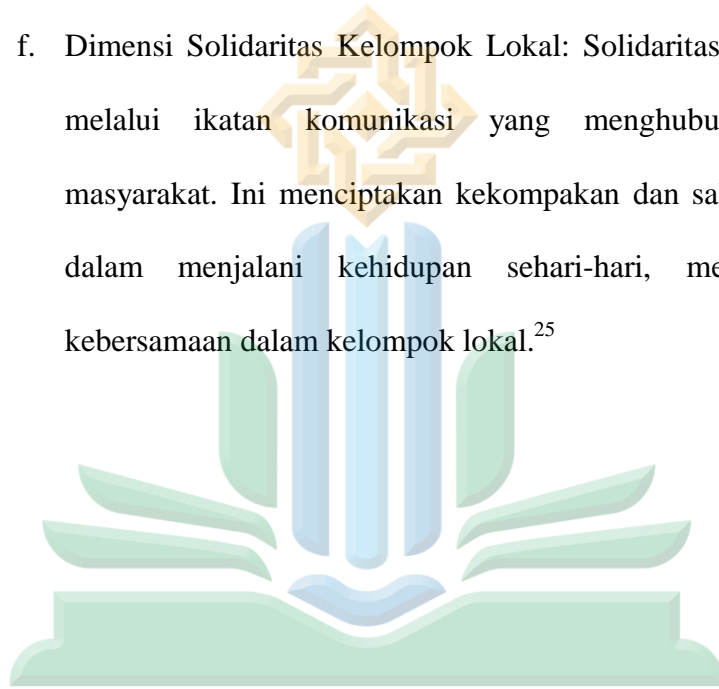 f. Dimensi Solidaritas Kelompok Lokal: Solidaritas
melalui ikatan komunikasi yang menghubu
masyarakat. Ini menciptakan kekompakan dan sa
dalam menjalani kehidupan sehari-hari, me
kebersamaan dalam kelompok lokal.25